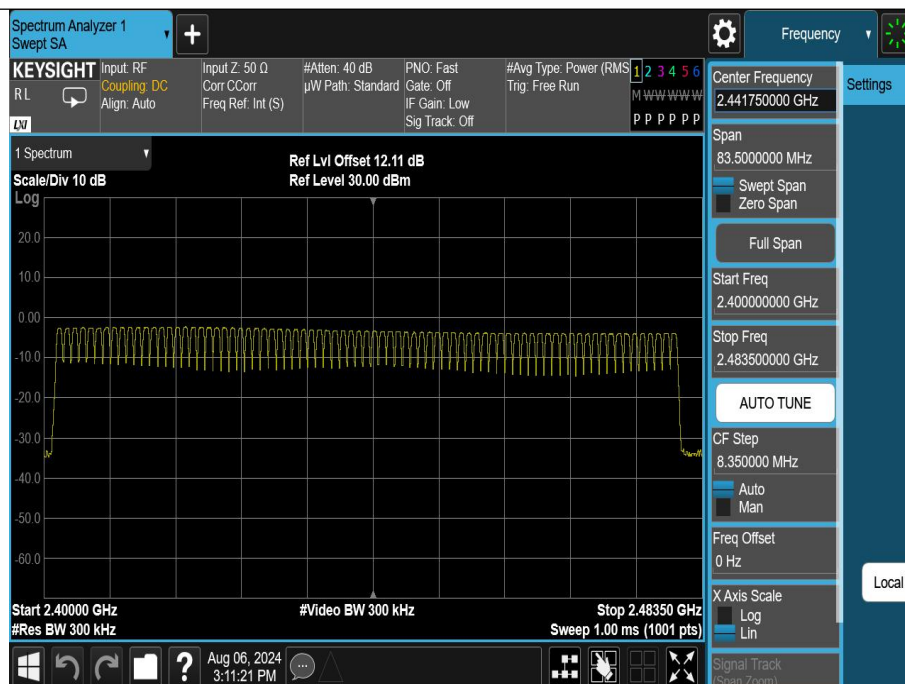 Spectrum Analyzer 1
Swept SA
+
Frequency
KEYSIGHT
RL
LXI
Input: RF
Coupling: DC
Align: Auto
Input Z: 50 Ω
Corr CCorr
Freq Ref: Int (S)
#Atten: 40 dB
µW Path: Standard
PNO: Fast
Gate: Off
IF Gain: Low
Sig Track: Off
#Avg Type: Power (RMS
Trig: Free Run
1 2 3 4 5 6
M W W W W W
P P P P P P
1 Spectrum
Scale/Div 10 dB
Log
Ref Lvl Offset 12.11 dB
Ref Level 30.00 dBm
20.0
10.0
0.00
-10.0
-20.0
-30.0
-40.0
-50.0
-60.0
Start 2.40000 GHz
#Res BW 300 kHz
#Video BW 300 kHz
Stop 2.48350 GHz
Sweep 1.00 ms (1001 pts)
?
Aug 06, 2024
3:11:21 PM
Center Frequency
2.441750000 GHz
Settings
Span
83.5000000 MHz
Swept Span
Zero Span
Full Span
Start Freq
2.400000000 GHz
Stop Freq
2.483500000 GHz
AUTO TUNE
CF Step
8.350000 MHz
Auto
Man
Freq Offset
0 Hz
Local
X Axis Scale
Log
Lin
Signal Track
(Span Zoom)